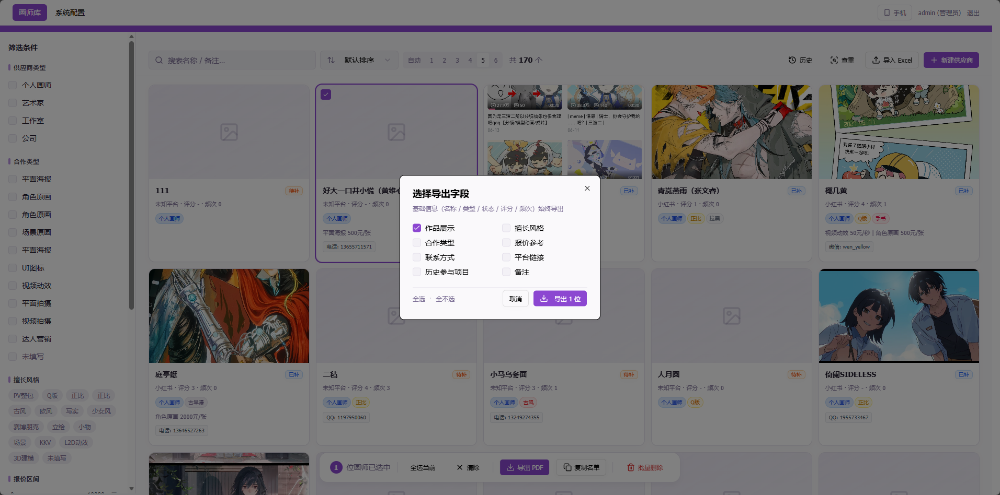 画师库
系统配置
手机
admin (管理员)
退出
筛选条件
供应商类型
个人画师
艺术家
工作室
公司
合作类型
平面海报
角色原画
角色原画
场景原画
平面海报
UI图标
视频动效
平面拍摄
视频拍摄
达人营销
未填写
擅长风格
PV整包 Q版 正比 正比
古风 欧风 写实 少女风
赛博朋克 立绘 小物
场景 KKV L2D动效
3D建模 未填写
报价区间
搜索名称 / 备注...
默认排序
自动 1 2 3 4 5 6
共 170 个
历史
查重
导入 Excel
新建供应商
111
待补
未知平台 · 评分 - · 频次 0
个人画师
好大一口井小慌（黄维
未知平台 · 评分 - · 频次 0
个人画师
平面海报 500元/张
电话: 13655711571
27.9万 50 00:30
因为是三渲二所以分镜抽象也很合理
吧qaq【分镜/模型动画/成片】
06-13
38.3万 140 00:30
| meme | 洛恩 | 骑士，你会守护我的
......吧? | 三渲二 |
06-11
01:01
已补
青岚燕雨（张文睿）
已补
小红书 · 评分 1 · 频次 0
个人画师 正比 拉黑
2021.05.01
我买了糖醋小排
快来一起吃!
椰几黄
已补
小红书 · 评分 4 · 频次 1
个人画师 Q版 手书
视频动效 50元/秒 | 角色原画 500元/张
微信: wen_yellow
选择导出字段
基础信息（名称 / 类型 / 状态 / 评分 / 频次）始终导出
作品展示
擅长风格
合作类型
报价参考
联系方式
平台链接
历史参与项目
备注
全选 · 全不选
取消
导出 1 位
庭亭蜓
已补
小红书 · 评分 3 · 频次 0
个人画师 古早漫
角色原画 2000元/张
电话: 13646527263
二毡
待补
未知平台 · 评分 4 · 频次 3
个人画师 正比
QQ: 1197950060
小马乌冬面
待补
未知平台 · 评分 3 · 频次 1
个人画师 古风
电话: 13249274355
人月圆
待补
未知平台 · 评分 - · 频次 0
个人画师 Q版
倚阑SIDELESS
已补
小红书 · 评分 - · 频次 0
个人画师 正比
QQ: 1955733467
1 位画师已选中
全选当前
清除
导出 PDF
复制名单
批量删除